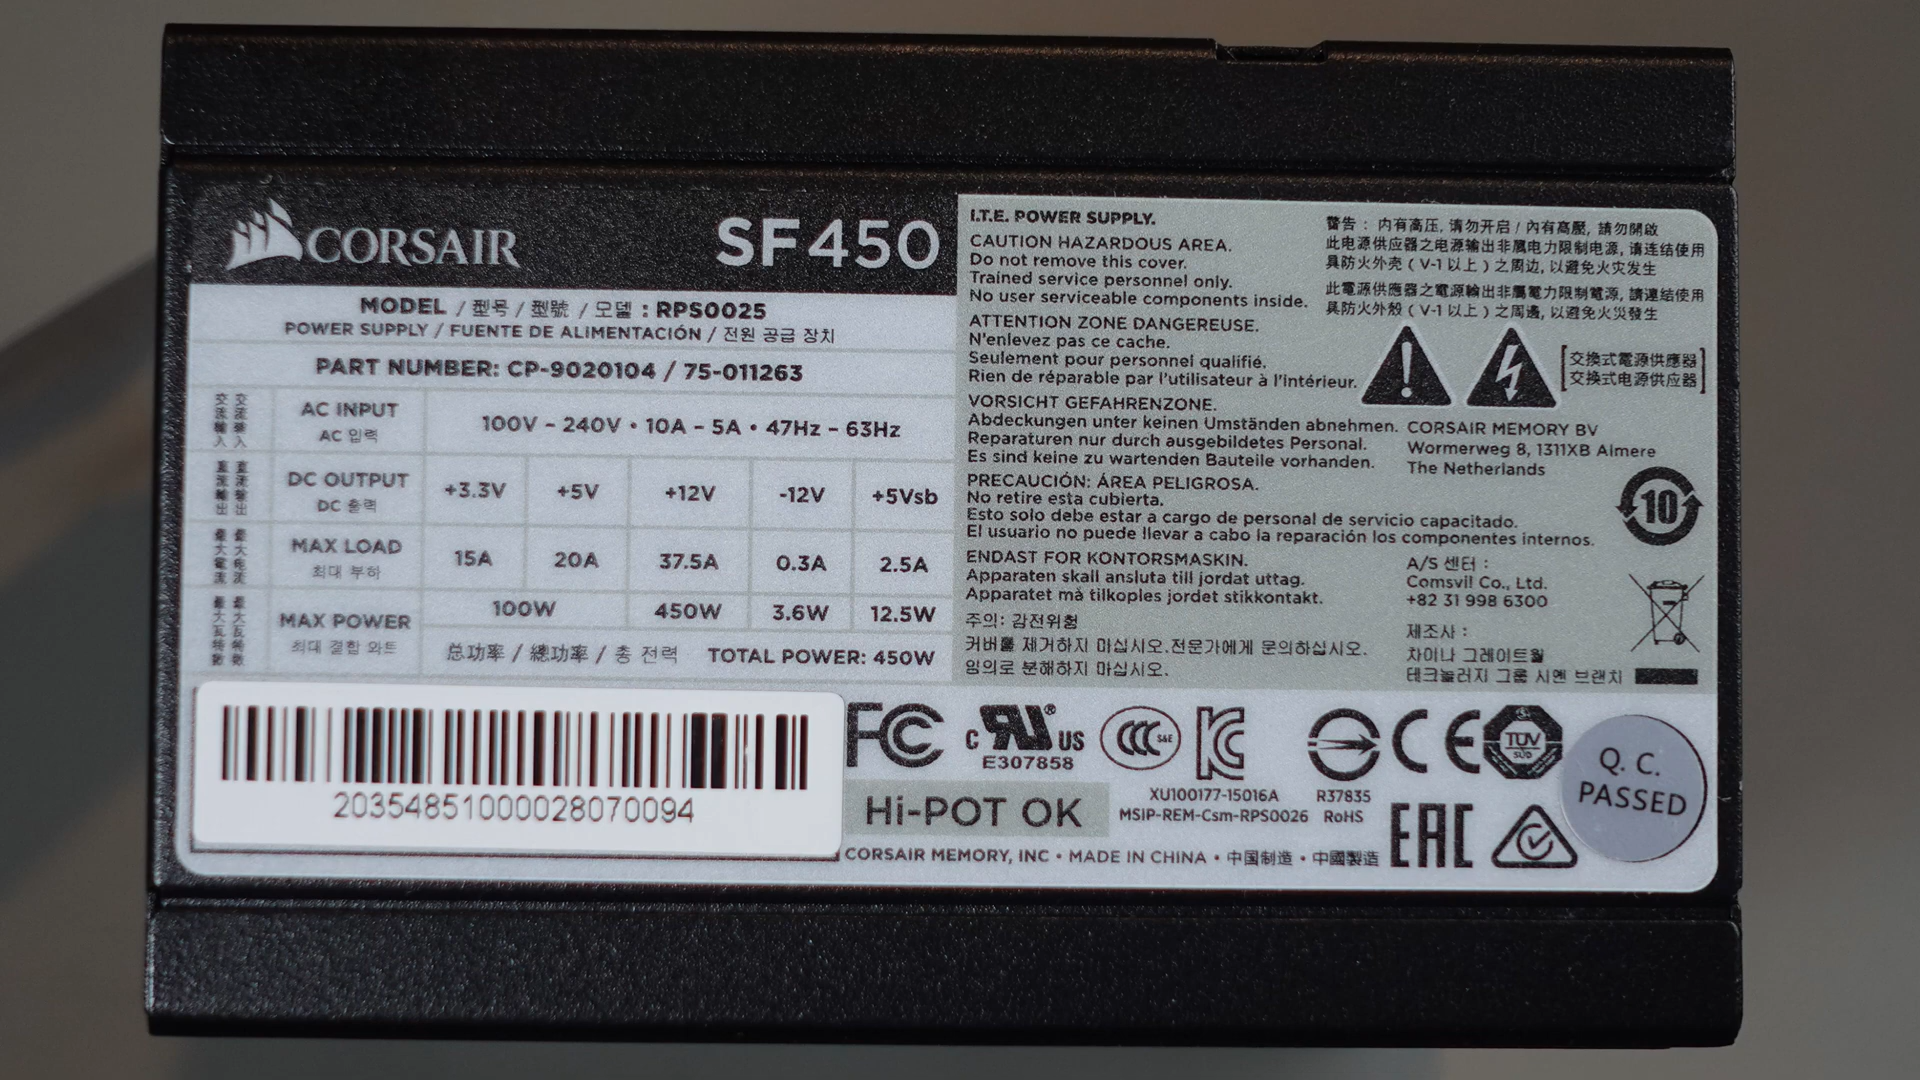 CORSAIR
SF450
MODEL / 型号 / 型號 / 모델 : RPS0025
POWER SUPPLY / FUENTE DE ALIMENTACIÓN / 전원 공급 장치
PART NUMBER: CP-9020104 / 75-011263
交流輸入 交流输入 AC INPUT 100V - 240V • 10A - 5A • 47Hz - 63Hz
AC 입력
直流輸出 直流输出 DC OUTPUT +3.3V +5V +12V -12V +5Vsb
DC 출력
最大電流 最大电流 MAX LOAD 15A 20A 37.5A 0.3A 2.5A
최대 부하
最大瓦特數 最大瓦特数 MAX POWER 100W 450W 3.6W 12.5W
최대 결합 와트 总功率 / 總功率 / 총 전력 TOTAL POWER: 450W
20354851000028070094
I.T.E. POWER SUPPLY.
CAUTION HAZARDOUS AREA.
Do not remove this cover.
Trained service personnel only.
No user serviceable components inside.
ATTENTION ZONE DANGEREUSE.
N'enlevez pas ce cache.
Seulement pour personnel qualifié.
Rien de réparable par l'utilisateur à l'intérieur.
VORSICHT GEFAHRENZONE.
Abdeckungen unter keinen Umständen abnehmen.
Reparaturen nur durch ausgebildetes Personal.
Es sind keine zu wartenden Bauteile vorhanden.
PRECAUCIÓN: ÁREA PELIGROSA.
No retire esta cubierta.
Esto solo debe estar a cargo de personal de servicio capacitado.
El usuario no puede llevar a cabo la reparación los componentes internos.
ENDAST FOR KONTORSMASKIN.
Apparaten skall ansluta till jordat uttag.
Apparatet må tilkoples jordet stikkontakt.
주의: 감전위험
커버를 제거하지 마십시오.전문가에게 문의하십시오.
임의로 분해하지 마십시오.
警告： 内有高压, 请勿开启 / 內有高壓, 請勿開啟
此电源供应器之电源输出非属电力限制电源, 请连结使用
具防火外壳 ( V-1 以上 ) 之周边, 以避免火灾发生
此電源供應器之電源輸出非屬電力限制電源, 請連结使用
具防火外殼 ( V-1 以上 ) 之周邊, 以避免火災發生
交換式電源供應器
交换式电源供应器
CORSAIR MEMORY BV
Wormerweg 8, 1311XB Almere
The Netherlands
10
A/S 센터 :
Comsvil Co., Ltd.
+82 31 998 6300
제조사 :
차이나 그레이트월
테크놀러지 그룹 시엔 브랜치
FC
c RU ® US
E307858
CCC S&E
KC
XU100177-15016A
MSIP-REM-Csm-RPS0026
R37835
RoHS
CE
TÜV
SÜD
EAC
Hi-POT OK
Q. C.
PASSED
CORSAIR MEMORY, INC • MADE IN CHINA • 中国制造 • 中國製造